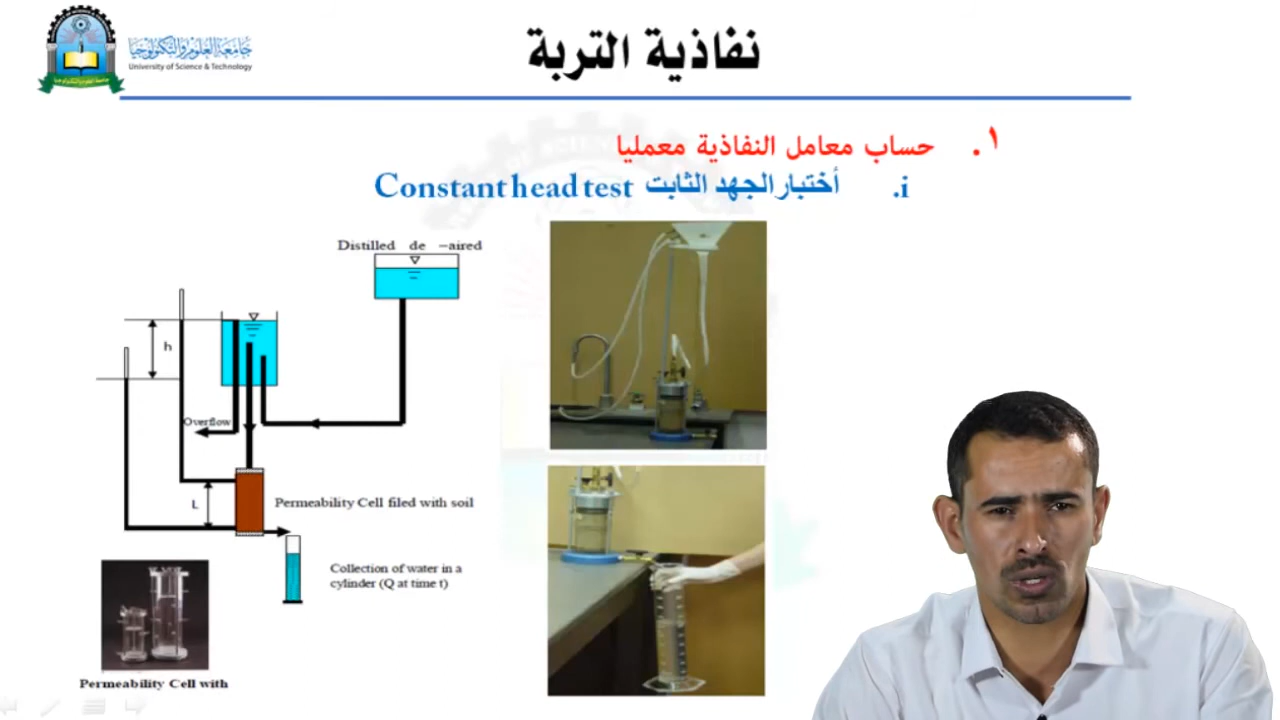 جامعة العلوم والتكنولوجيا
University of Science & Technology
نفاذية التربة
١. حساب معامل النفاذية معمليا
i. أختبار الجهد الثابت Constant head test
Distilled de –aired
h
Overflow
L
Permeability Cell filed with soil
Collection of water in a
cylinder (Q at time t)
Permeability Cell with